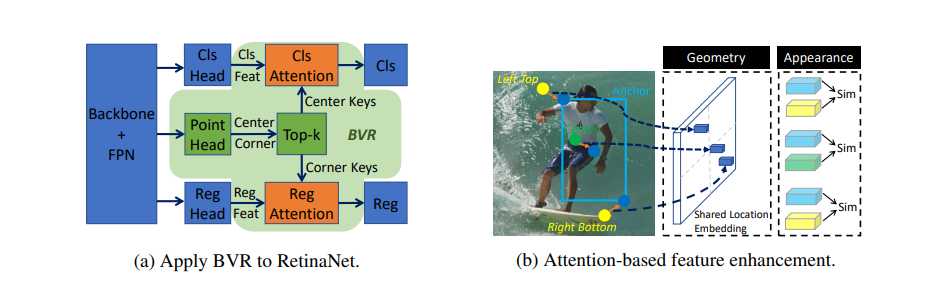 Backbone
+
FPN
Cls
Head
Cls
Feat
Cls
Attention
Cls
Center Keys
Point
Head
Center
Corner
Top-k
BVR
Corner Keys
Reg
Head
Reg
Feat
Reg
Attention
Reg
(a) Apply BVR to RetinaNet.
Left Top
Anchor
Right Bottom
Geometry
Shared Location
Embedding
Appearance
Sim
Sim
Sim
(b) Attention-based feature enhancement.